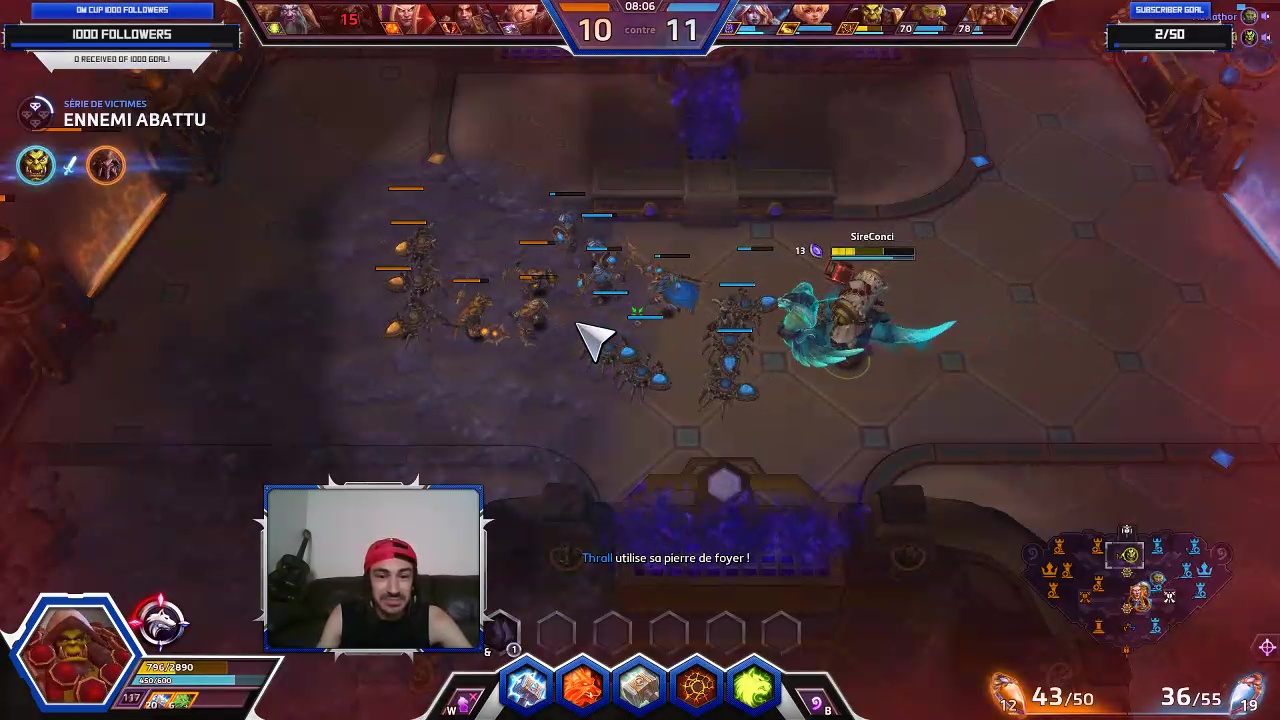 DM CUP 1000 FOLLOWERS
1000 FOLLOWERS
0 RECEIVED OF 1000 GOAL!
15
10
08:06
contre
11
70
78
SUBSCRIBER GOAL
2/50
SÉRIE DE VICTIMES
ENNEMI ABATTU
SireConci
13
Thrall utilise sa pierre de foyer !
796/2890
450/600
117
20
6
&
1
W
B
12
43/50
36/55
19